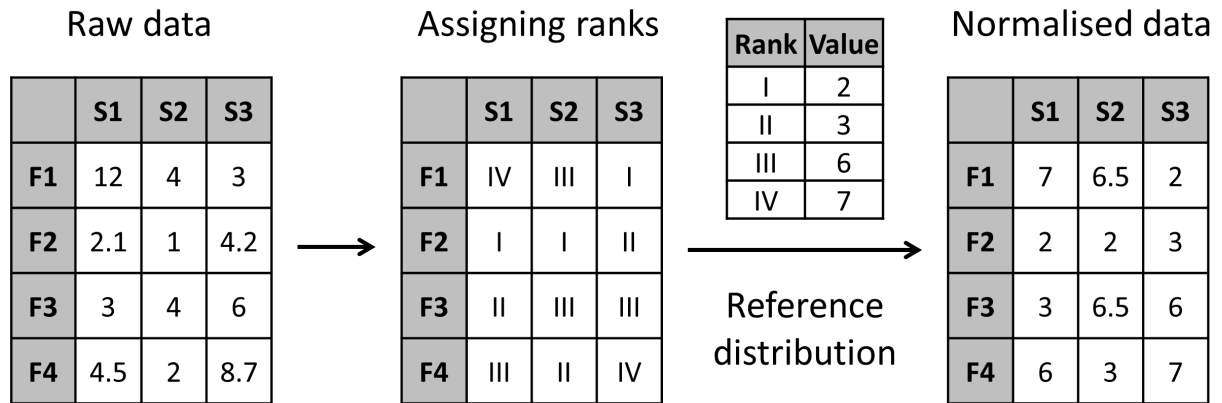 Raw data
S1 S2 S3
F1 12 4 3
F2 2.1 1 4.2
F3 3 4 6
F4 4.5 2 8.7
Assigning ranks
S1 S2 S3
F1 IV III I
F2 I I II
F3 II III III
F4 III II IV
Rank Value
I 2
II 3
III 6
IV 7
Reference
distribution
Normalised data
S1 S2 S3
F1 7 6.5 2
F2 2 2 3
F3 3 6.5 6
F4 6 3 7